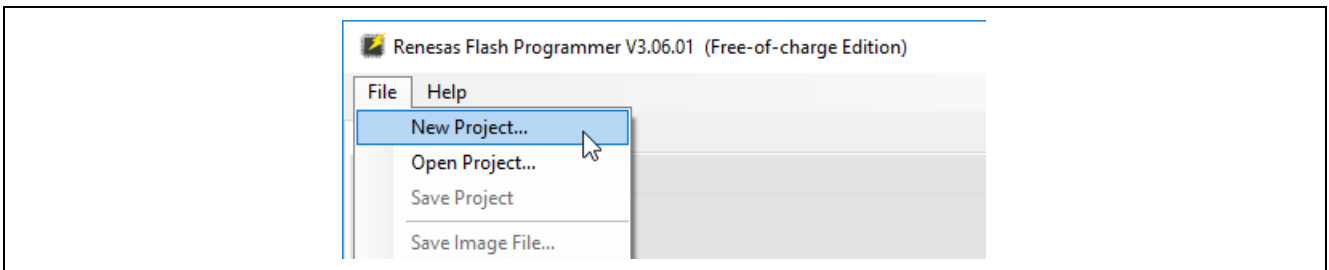 Renesas Flash Programmer V3.06.01 (Free-of-charge Edition)
File Help
New Project...
Open Project...
Save Project
Save Image File...